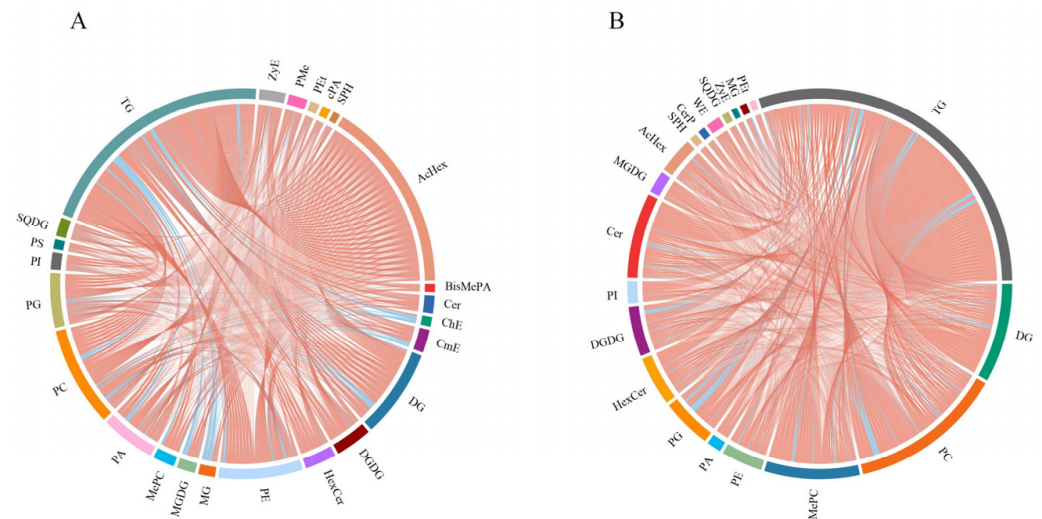 A
ZyE
PMe
PEt
cPA
SPH
AcHex
BisMePA
Cer
ChE
CmE
DG
DGDG
HexCer
PE
MG
MGDG
MePC
PA
PC
PG
PI
PS
SQDG
TG
B
TG
DG
PC
MePC
PE
PA
PG
HexCer
DGDG
PI
Cer
MGDG
AcHex
SPH
CerP
WE
SQDG
ZyE
MG
PEt